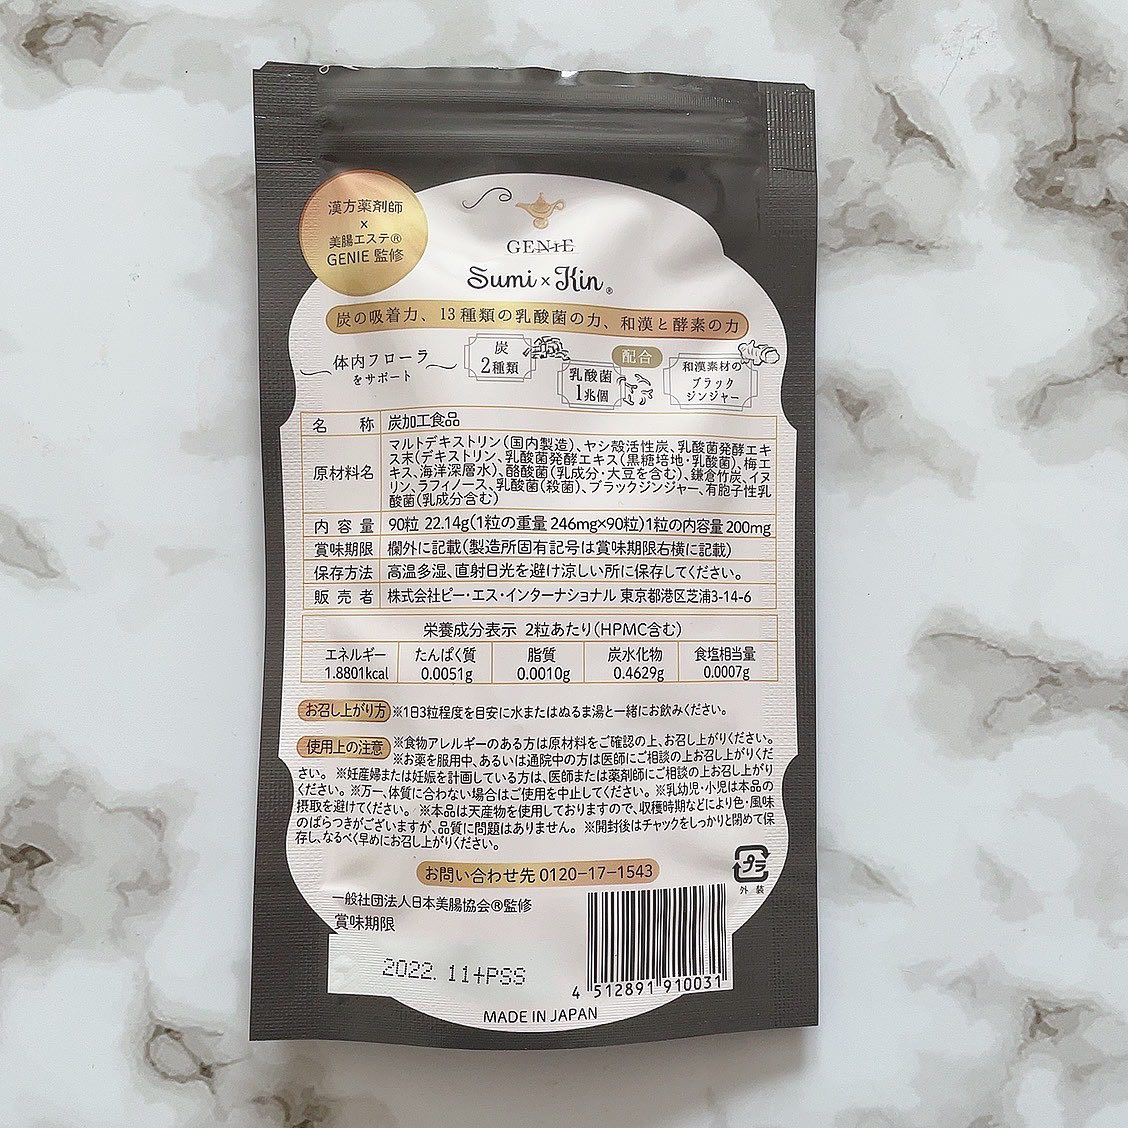 漢方薬剤師
×
美腸エステ®
GENIE 監修
GENIE
Sumi × Kin®
炭の吸着力、13種類の乳酸菌の力、和漢と酵素の力
体内フローラ
をサポート
炭
2種類
配合
乳酸菌
1兆個
和漢素材の
ブラック
ジンジャー
名 称 炭加工食品
原材料名 マルトデキストリン(国内製造)、ヤシ殻活性炭、乳酸菌発酵エキ
ス末(デキストリン、乳酸菌発酵エキス(黒糖培地・乳酸菌)、梅エ
キス、海洋深層水)、酪酸菌(乳成分・大豆を含む)、鎌倉竹炭、イヌ
リン、ラフィノース、乳酸菌(殺菌)、ブラックジンジャー、有胞子性乳
酸菌(乳成分含む)
内 容 量 90粒 22.14g(1粒の重量 246mg×90粒)1粒の内容量 200mg
賞味期限 欄外に記載(製造所固有記号は賞味期限右横に記載)
保存方法 高温多湿、直射日光を避け涼しい所に保存してください。
販 売 者 株式会社ピー・エス・インターナショナル 東京都港区芝浦3-14-6
栄養成分表示 2粒あたり(HPMC含む)
エネルギー たんぱく質 脂質 炭水化物 食塩相当量
1.8801kcal 0.0051g 0.0010g 0.4629g 0.0007g
お召し上がり方 ※1日3粒程度を目安に水またはぬるま湯と一緒にお飲みください。
使用上の注意 ※食物アレルギーのある方は原材料をご確認の上、お召し上がりください。
※お薬を服用中、あるいは通院中の方は医師にご相談の上お召し上がりくだ
さい。 ※妊産婦または妊娠を計画している方は、医師または薬剤師にご相談の上お召し上がり
ください。※万一、体質に合わない場合はご使用を中止してください。※乳幼児・小児は本品の
摂取を避けてください。 ※本品は天産物を使用しておりますので、収穫時期などにより色・風味
のばらつきがございますが、品質に問題はありません。 ※開封後はチャックをしっかりと閉めて保
存し、なるべく早めにお召し上がりください。
お問い合わせ先 0120-17-1543
プラ
外 装
一般社団法人日本美腸協会®監修
賞味期限
2022. 11+PSS
4 512891 910031
MADE IN JAPAN